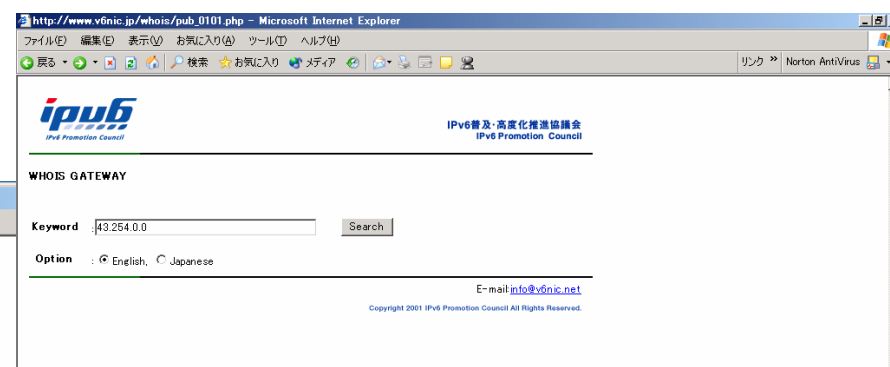 http://www.v6nic.jp/whois/pub_0101.php - Microsoft Internet Explorer
ファイル(F) 編集(E) 表示(V) お気に入り(A) ツール(T) ヘルプ(H)
戻る 検索 お気に入り メディア リンク » Norton AntiVirus
ipv6
IPv6 Promotion Council
IPv6普及・高度化推進協議会
IPv6 Promotion Council
WHOIS GATEWAY
Keyword :43.254.0.0 Search
Option : English, Japanese
E-mail:info@v6nic.net
Copyright 2001 IPv6 Promotion Council All Rights Reserved.